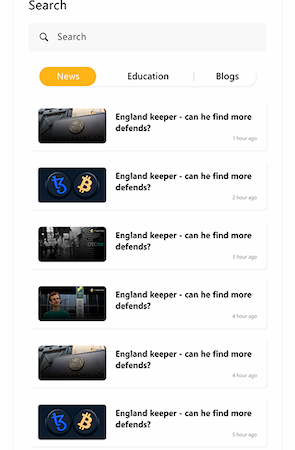 Search
Search
News
Education
Blogs
England keeper - can he find more
defends?
1 hour ago
England keeper - can he find more
defends?
2 hour ago
England keeper - can he find more
defends?
3 hour ago
England keeper - can he find more
defends?
4 hour ago
England keeper - can he find more
defends?
4 hour ago
England keeper - can he find more
defends?
5 hour ago